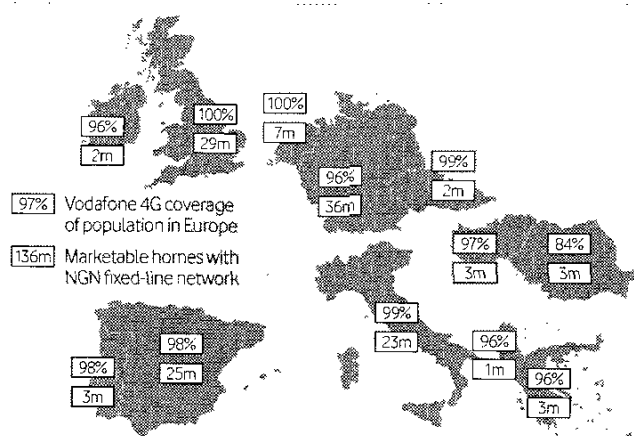 100%
96%
100%
7m
29m
2m
99%
96%
2m
36m
97% Vodafone 4G coverage
of population in Europe
97%
84%
136m Marketable homes with
NGN fixed-line network
3m
3m
99%
98%
96%
23m
98%
1m
25m
96%
3m
3m